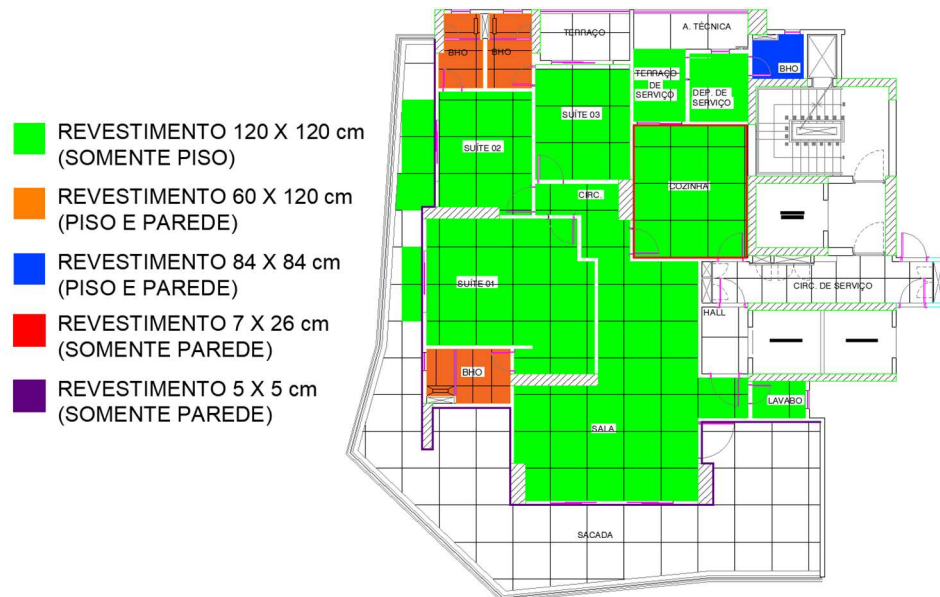 REVESTIMENTO 120 X 120 cm
(SOMENTE PISO)
REVESTIMENTO 60 X 120 cm
(PISO E PAREDE)
REVESTIMENTO 84 X 84 cm
(PISO E PAREDE)
REVESTIMENTO 7 X 26 cm
(SOMENTE PAREDE)
REVESTIMENTO 5 X 5 cm
(SOMENTE PAREDE)
BHO
BHO
TERRAÇO
A. TÉCNICA
BHO
TERRAÇO
DE
SERVIÇO
DEP. DE
SERVIÇO
SUÍTE 03
SUÍTE 02
COZINHA
CIRC.
SUÍTE 01
CIRC. DE SERVIÇO
HALL
BHO
LAVABO
SALA
SACADA